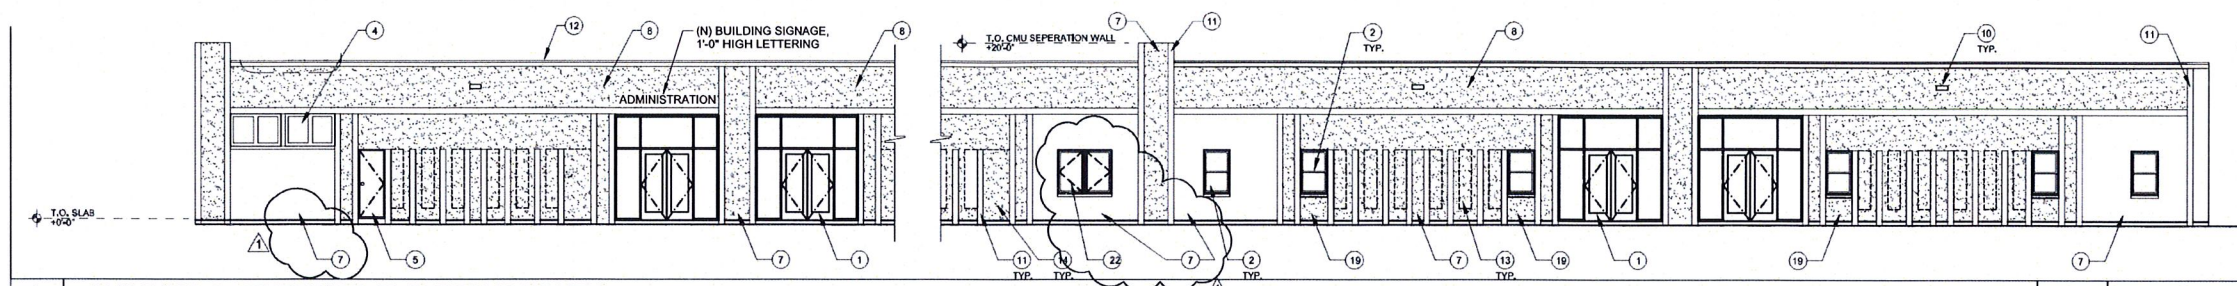 4
12
8
(N) BUILDING SIGNAGE,
1'-0" HIGH LETTERING
8
T.O. CMU SEPERATION WALL
+20'-0"
7
11
2
TYP.
8
10
TYP.
11
ADMINISTRATION
T.O. SLAB
+0'-0"
1
7
5
7
1
11
TYP.
14
TYP.
22
7
2
TYP.
19
7
13
TYP.
19
1
19
7